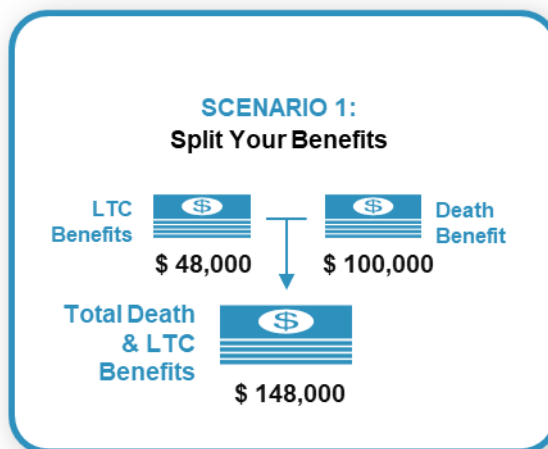 SCENARIO 1:
Split Your Benefits
LTC
Benefits
$
$
Death
Benefit
$ 48,000
$ 100,000
Total Death
& LTC
Benefits
$
$ 148,000